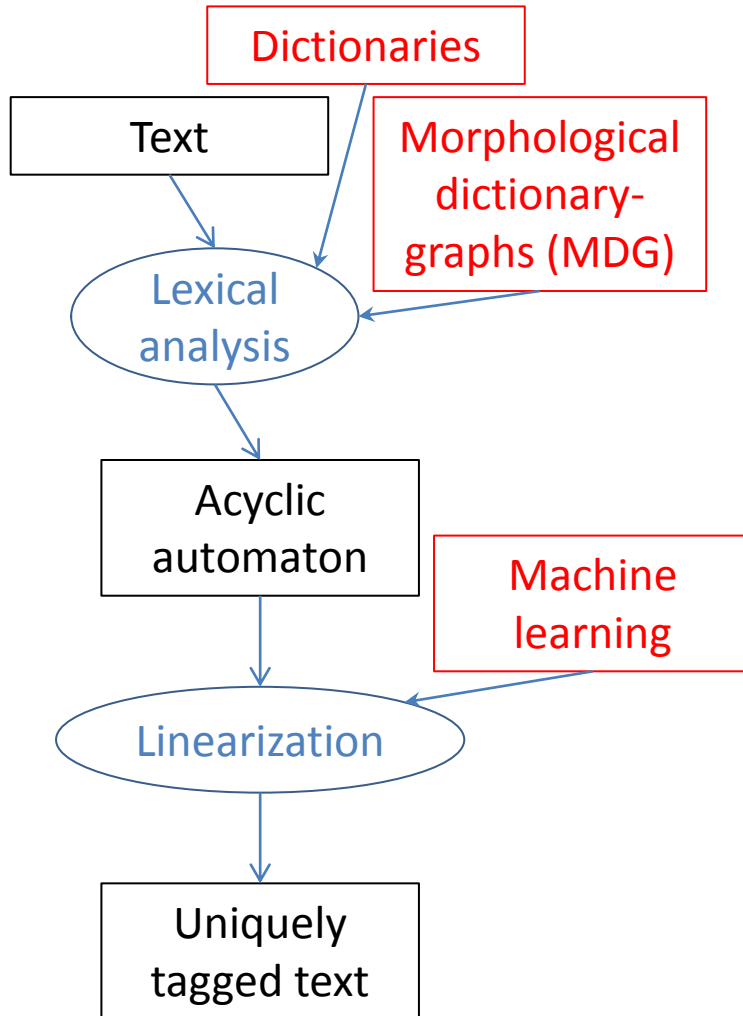 Dictionaries
Text
Morphological
dictionary-
graphs (MDG)
Lexical
analysis
Acyclic
automaton
Machine
learning
Linearization
Uniquely
tagged text